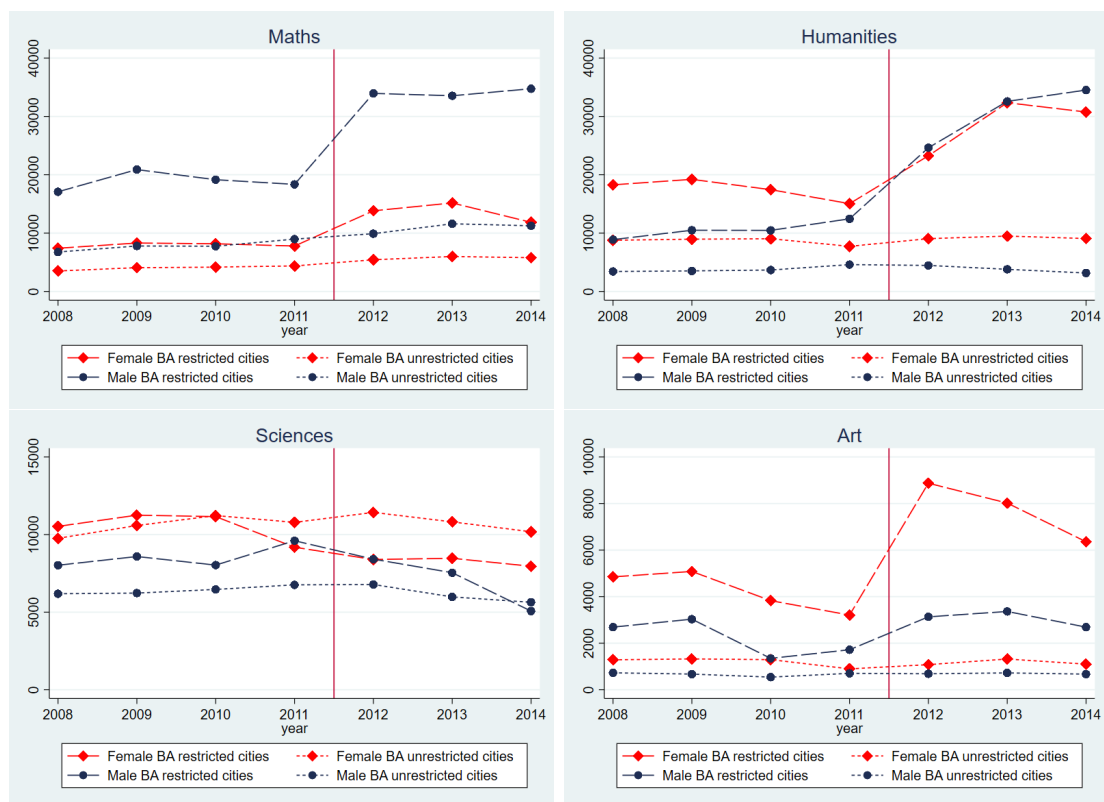 Maths
40000
30000
20000
10000
0
2008 2009 2010 2011 2012 2013 2014
year
Female BA restricted cities Female BA unrestricted cities
Male BA restricted cities Male BA unrestricted cities
Humanities
40000
30000
20000
10000
0
2008 2009 2010 2011 2012 2013 2014
year
Female BA restricted cities Female BA unrestricted cities
Male BA restricted cities Male BA unrestricted cities
Sciences
15000
10000
5000
0
2008 2009 2010 2011 2012 2013 2014
year
Female BA restricted cities Female BA unrestricted cities
Male BA restricted cities Male BA unrestricted cities
Art
10000
8000
6000
4000
2000
0
2008 2009 2010 2011 2012 2013 2014
year
Female BA restricted cities Female BA unrestricted cities
Male BA restricted cities Male BA unrestricted cities